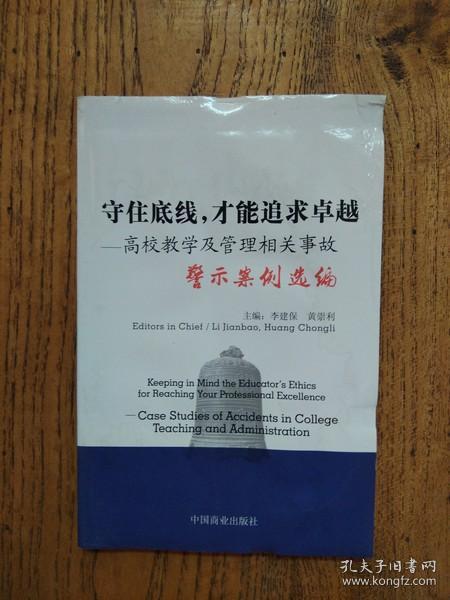 守住底线，才能追求卓越
—高校教学及管理相关事故
警示案例选编
主编：李建保 黄崇利
Editors in Chief / Li Jianbao, Huang Chongli
Keeping in Mind the Educator's Ethics
for Reaching Your Professional Excellence
—Case Studies of Accidents in College
Teaching and Administration
中国商业出版社
孔夫子旧书网
www.kongfz.com